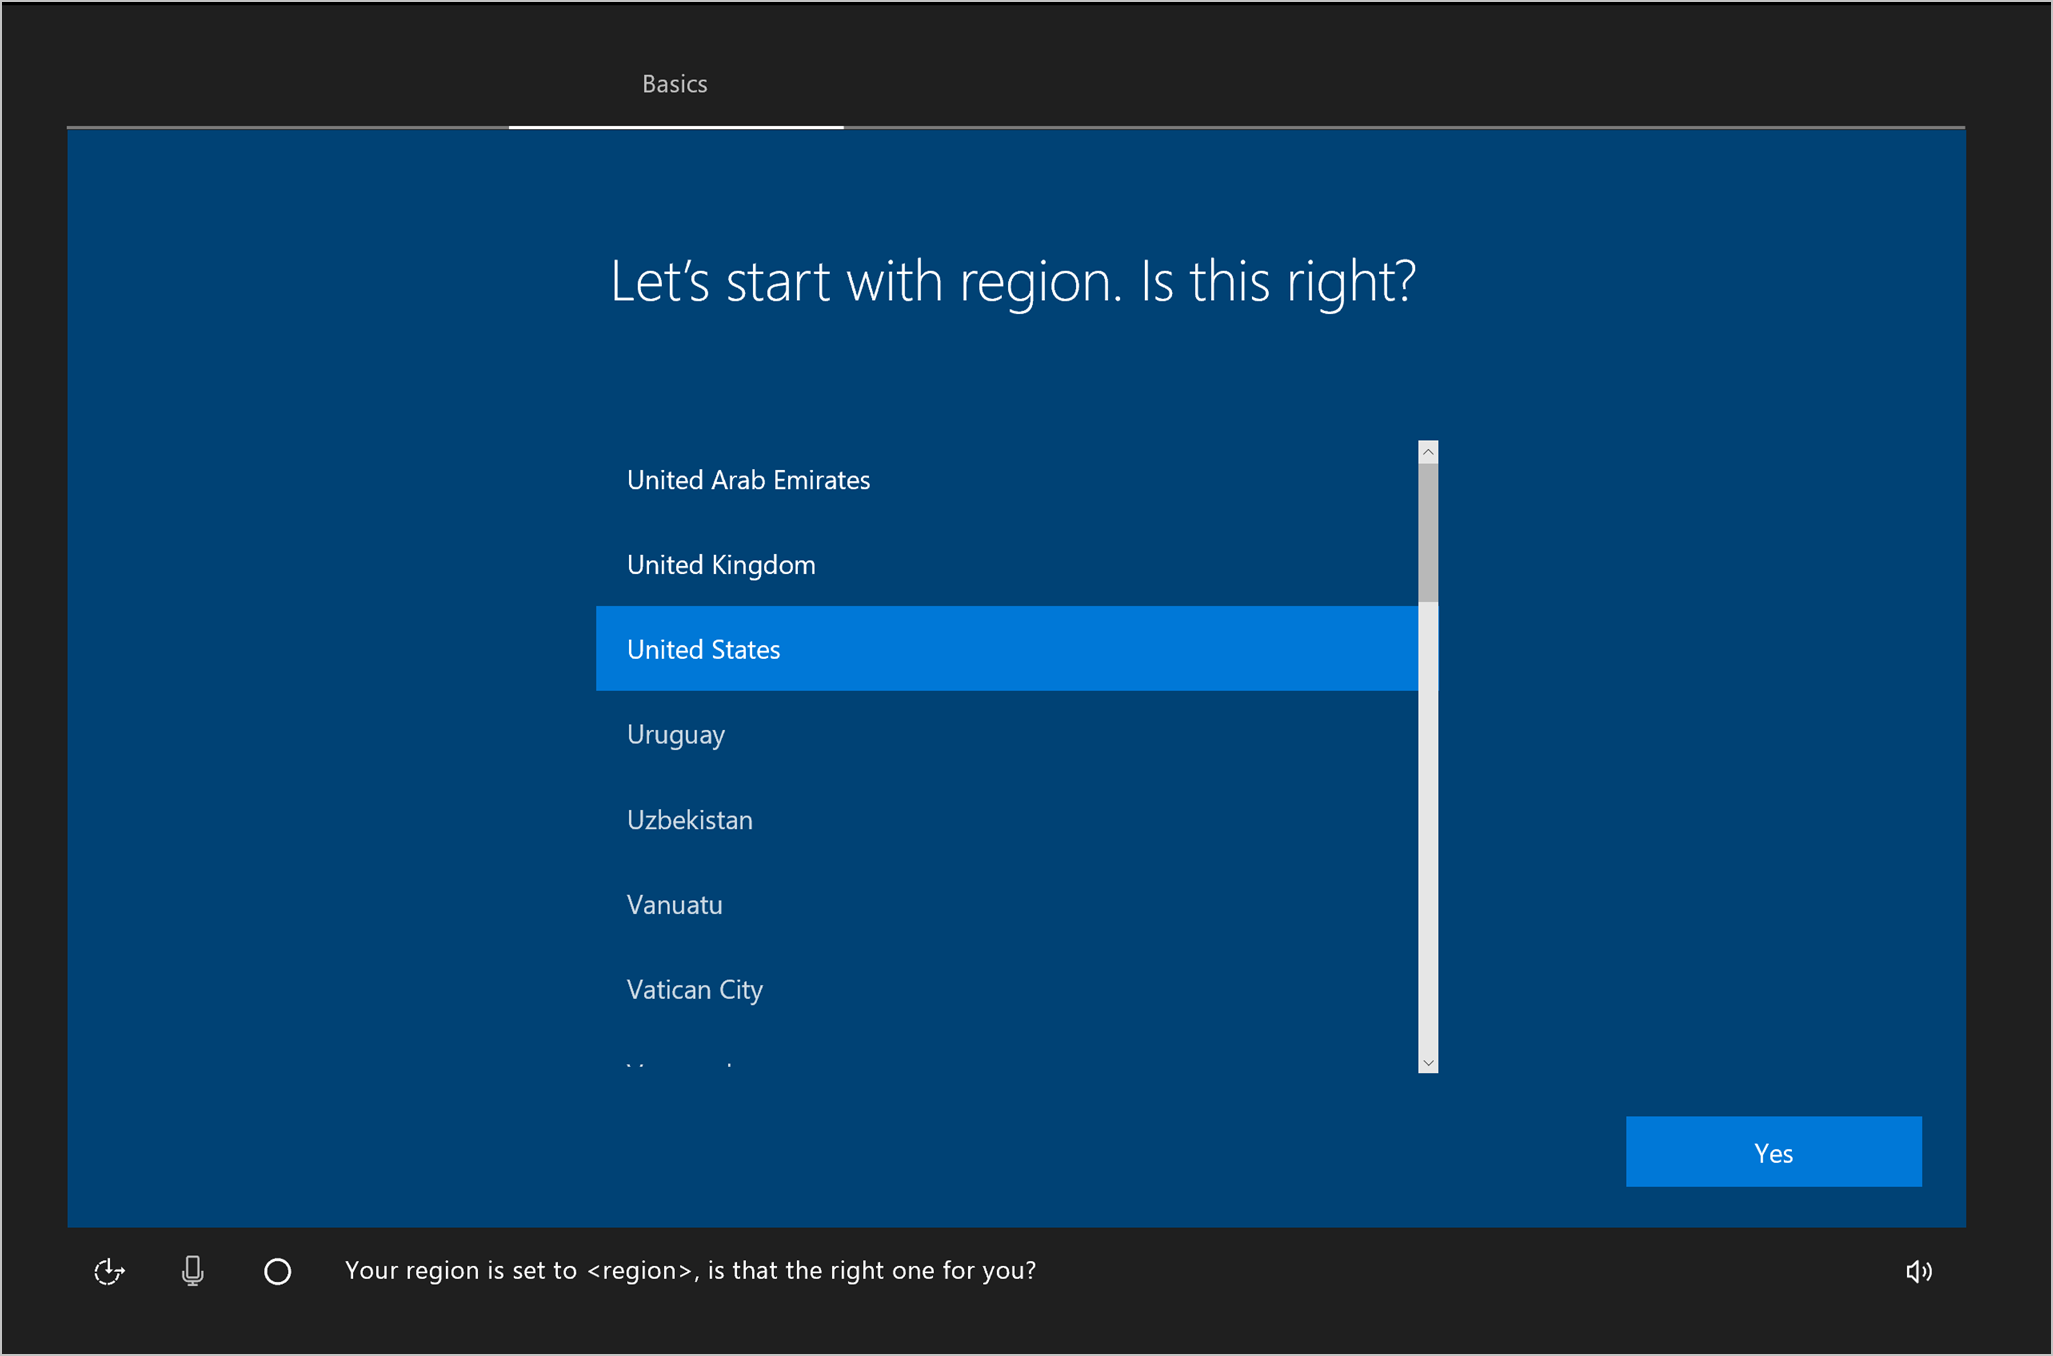 Basics
Let’s start with region. Is this right?
United Arab Emirates
United Kingdom
United States
Uruguay
Uzbekistan
Vanuatu
Vatican City
Yes
Your region is set to <region>, is that the right one for you?